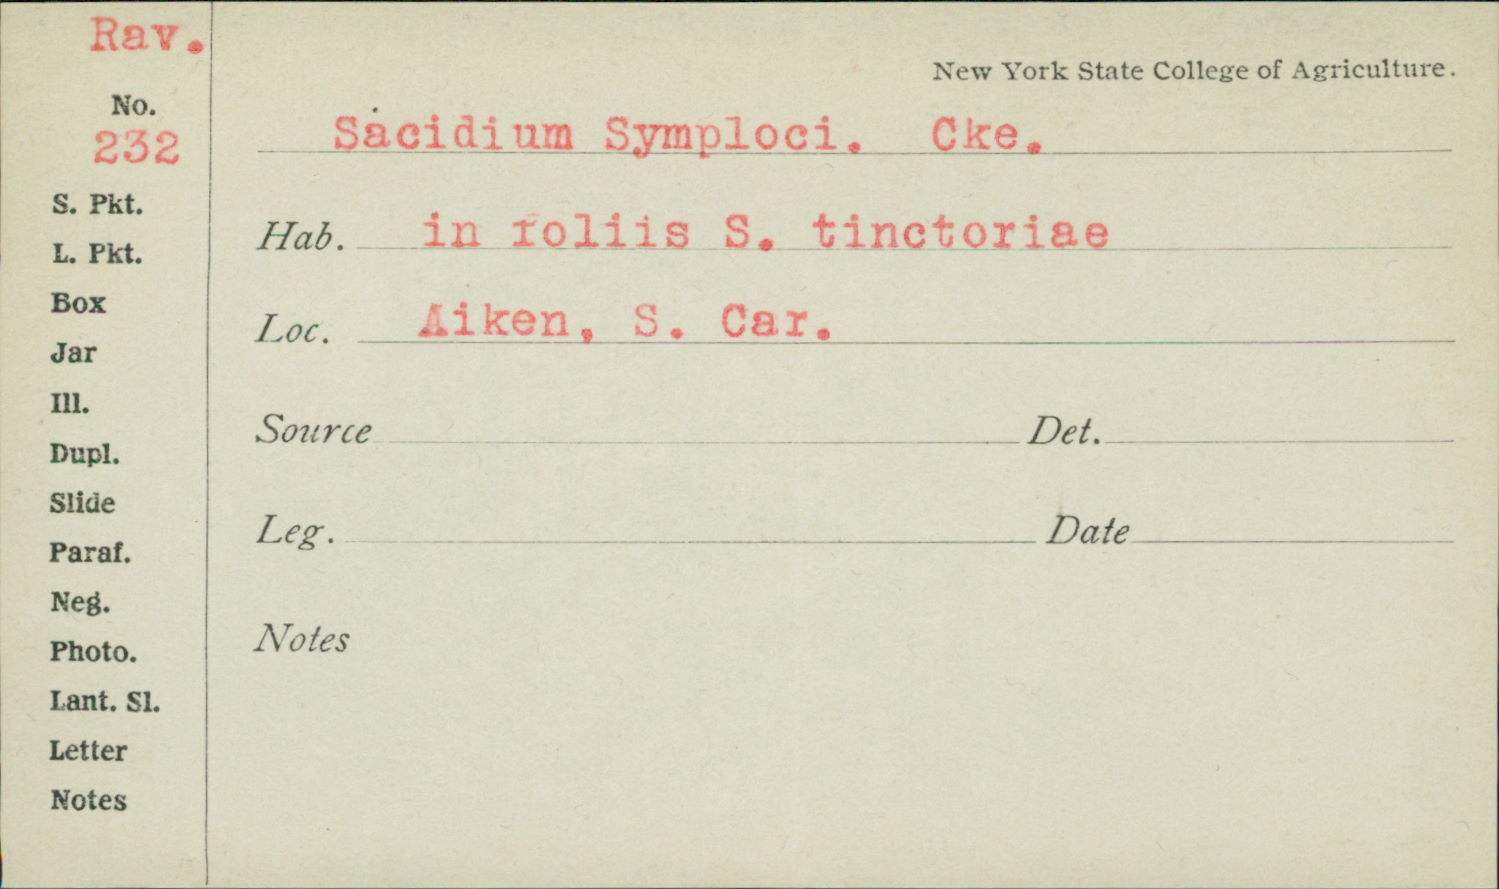 Rav.
New York State College of Agriculture.
No.
232
Sacidium Symploci. Cke.
S. Pkt.
Hab. in foliis S. tinctoriae
L. Pkt.
Box
Loc. Aiken, S. Car.
Jar
Ill.
Source Det.
Dupl.
Slide
Leg. Date
Paraf.
Neg.
Notes
Photo.
Lant. Sl.
Letter
Notes